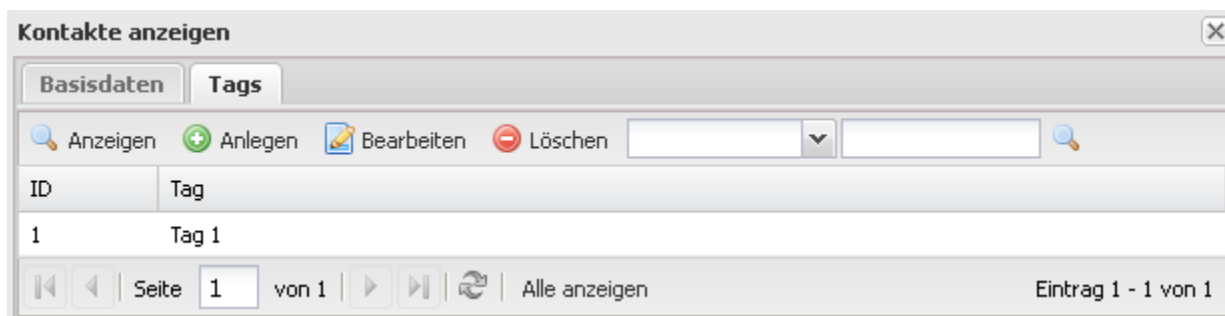 Kontakte anzeigen
Basisdaten Tags
Anzeigen Anlegen Bearbeiten Löschen
ID Tag
1 Tag 1
Seite 1 von 1 Alle anzeigen Eintrag 1 - 1 von 1